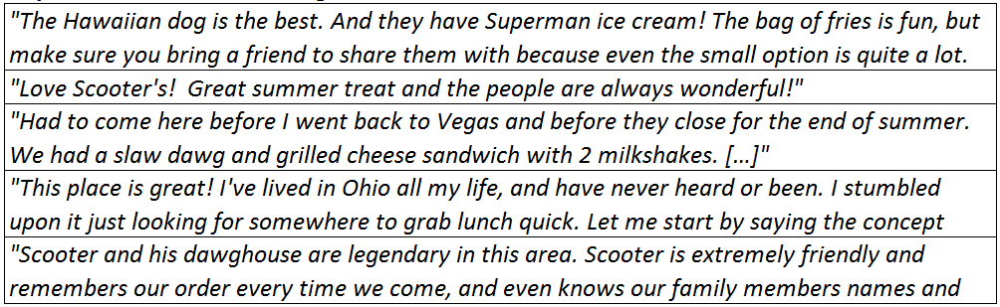 "The Hawaiian dog is the best. And they have Superman ice cream! The bag of fries is fun, but
make sure you bring a friend to share them with because even the small option is quite a lot.
"Love Scooter's!  Great summer treat and the people are always wonderful!"
"Had to come here before I went back to Vegas and before they close for the end of summer.
We had a slaw dawg and grilled cheese sandwich with 2 milkshakes. […]"
"This place is great! I've lived in Ohio all my life, and have never heard or been. I stumbled
upon it just looking for somewhere to grab lunch quick. Let me start by saying the concept
"Scooter and his dawghouse are legendary in this area. Scooter is extremely friendly and
remembers our order every time we come, and even knows our family members names and